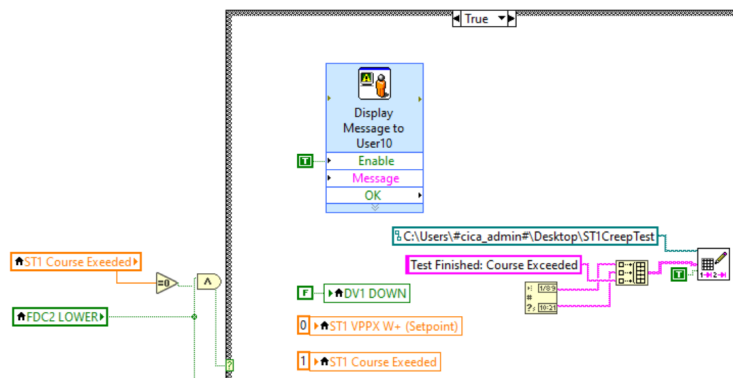 True
Display
Message to
User10
Enable
T
Message
OK
C:\Users\#cica_admin#\Desktop\ST1CreepTest
ST1 Course Exeeded
Test Finished: Course Exceeded
T
=0
F
DV1 DOWN
FDC2 LOWER
0
ST1 VPPX W+ (Setpoint)
1
ST1 Course Exeeded
?